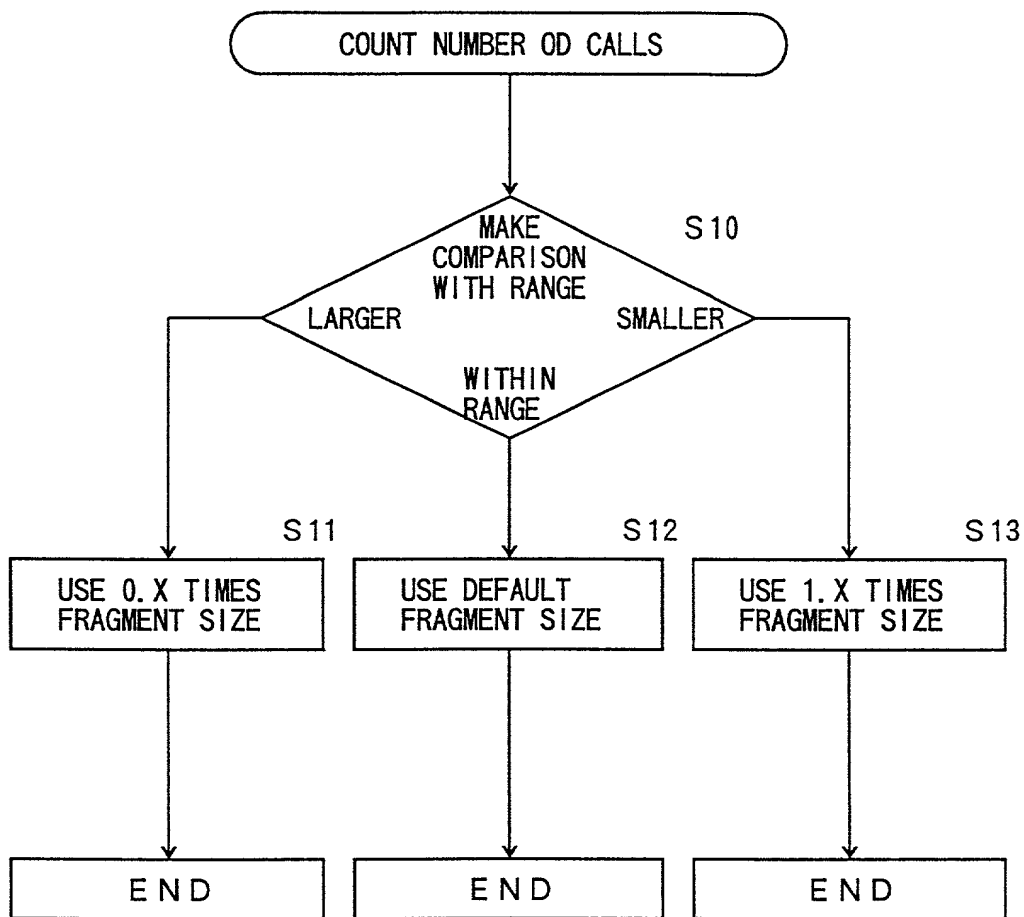 COUNT NUMBER OD CALLS
MAKE
COMPARISON
WITH RANGE
S10
LARGER
SMALLER
WITHIN
RANGE
S11
S12
S13
USE 0.X TIMES
FRAGMENT SIZE
USE DEFAULT
FRAGMENT SIZE
USE 1.X TIMES
FRAGMENT SIZE
END
END
END